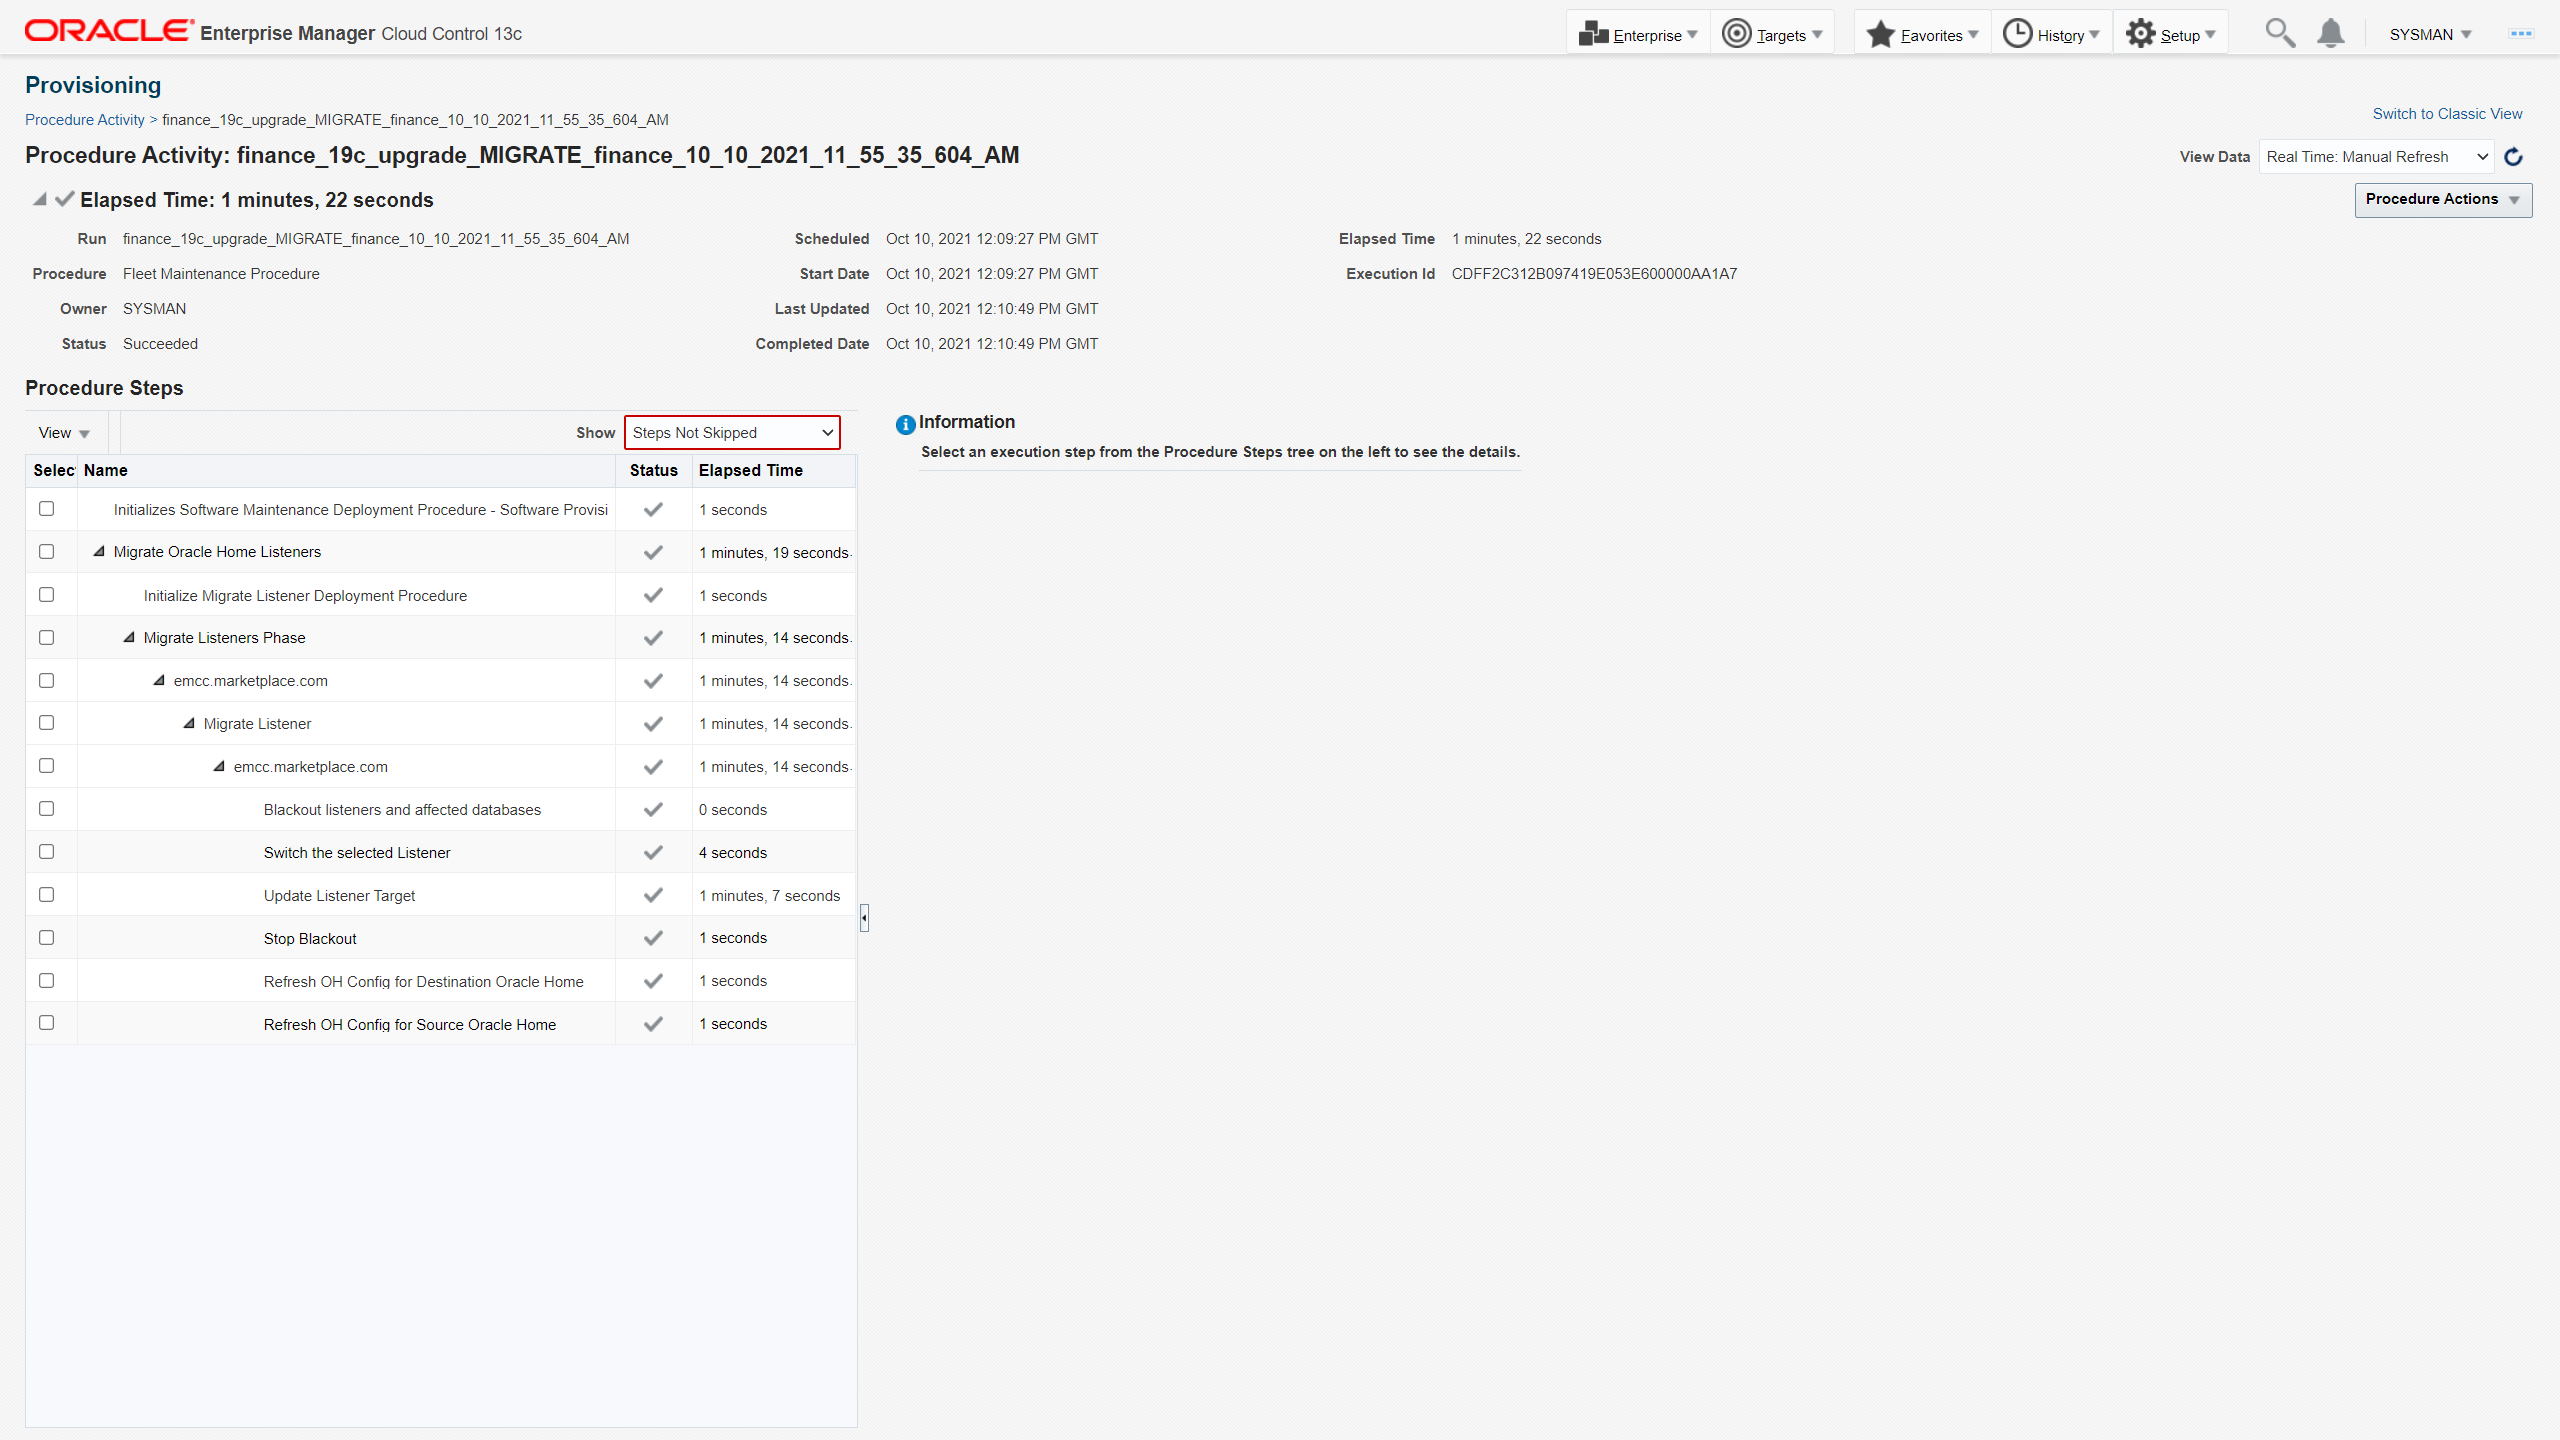 ORACLE Enterprise Manager Cloud Control 13c
Enterprise Targets Favorites History Setup SYSMAN
Provisioning
Procedure Activity > finance_19c_upgrade_MIGRATE_finance_10_10_2021_11_55_35_604_AM
Switch to Classic View
Procedure Activity: finance_19c_upgrade_MIGRATE_finance_10_10_2021_11_55_35_604_AM
View Data Real Time: Manual Refresh
Elapsed Time: 1 minutes, 22 seconds
Procedure Actions
Run finance_19c_upgrade_MIGRATE_finance_10_10_2021_11_55_35_604_AM Scheduled Oct 10, 2021 12:09:27 PM GMT Elapsed Time 1 minutes, 22 seconds
Procedure Fleet Maintenance Procedure Start Date Oct 10, 2021 12:09:27 PM GMT Execution Id CDFF2C312B097419E053E600000AA1A7
Owner SYSMAN Last Updated Oct 10, 2021 12:10:49 PM GMT
Status Succeeded Completed Date Oct 10, 2021 12:10:49 PM GMT
Procedure Steps
View Show Steps Not Skipped
Selec Name Status Elapsed Time
Initializes Software Maintenance Deployment Procedure - Software Provisi 1 seconds
Migrate Oracle Home Listeners 1 minutes, 19 seconds
Initialize Migrate Listener Deployment Procedure 1 seconds
Migrate Listeners Phase 1 minutes, 14 seconds
emcc.marketplace.com 1 minutes, 14 seconds
Migrate Listener 1 minutes, 14 seconds
emcc.marketplace.com 1 minutes, 14 seconds
Blackout listeners and affected databases 0 seconds
Switch the selected Listener 4 seconds
Update Listener Target 1 minutes, 7 seconds
Stop Blackout 1 seconds
Refresh OH Config for Destination Oracle Home 1 seconds
Refresh OH Config for Source Oracle Home 1 seconds
Information
Select an execution step from the Procedure Steps tree on the left to see the details.